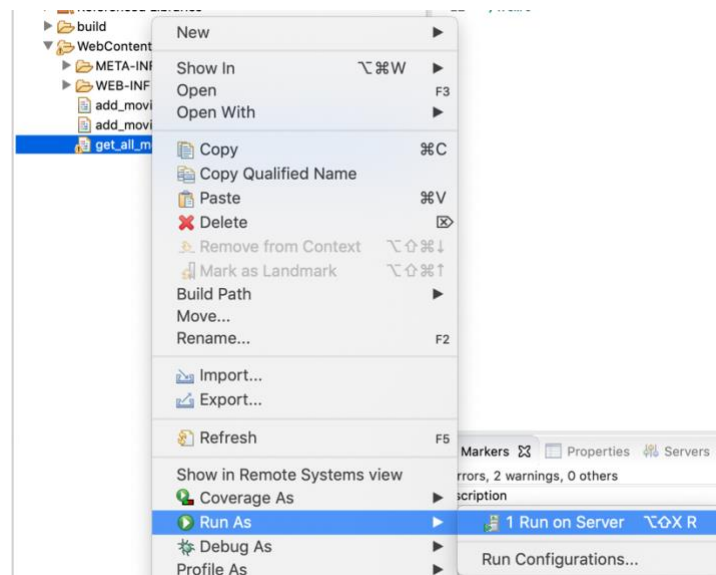 build
WebContent
META-INF
WEB-INF
add_movi
add_movi
get_all_m
New
Show In ⌥⌘W
Open F3
Open With
Copy ⌘C
Copy Qualified Name
Paste ⌘V
Delete ⌦
Remove from Context ⌥⇧⌘↓
Mark as Landmark ⌥⇧⌘↑
Build Path
Move...
Rename... F2
Import...
Export...
Refresh F5
Show in Remote Systems view
Coverage As
Run As
Debug As
Profile As
Markers Properties Servers
rrors, 2 warnings, 0 others
scription
1 Run on Server ⌥⇧X R
Run Configurations...